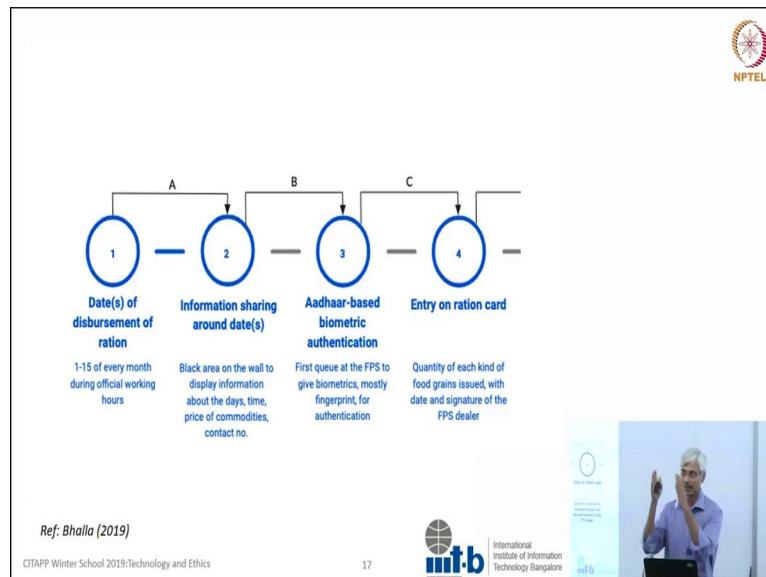 NPTEL
A
B
C
1
2
3
4
Date(s) of
disbursement of
ration
1-15 of every month
during official working
hours
Information sharing
around date(s)
Black area on the wall to
display information
about the days, time,
price of commodities,
contact no.
Aadhaar-based
biometric
authentication
First queue at the FPS to
give biometrics, mostly
fingerprint, for
authentication
Entry on ration card
Quantity of each kind of
food grains issued, with
date and signature of the
FPS dealer
Ref: Bhalla (2019)
CITAPP Winter School 2019:Technology and Ethics
17
iiit-b
International
Institute of Information
Technology Bangalore